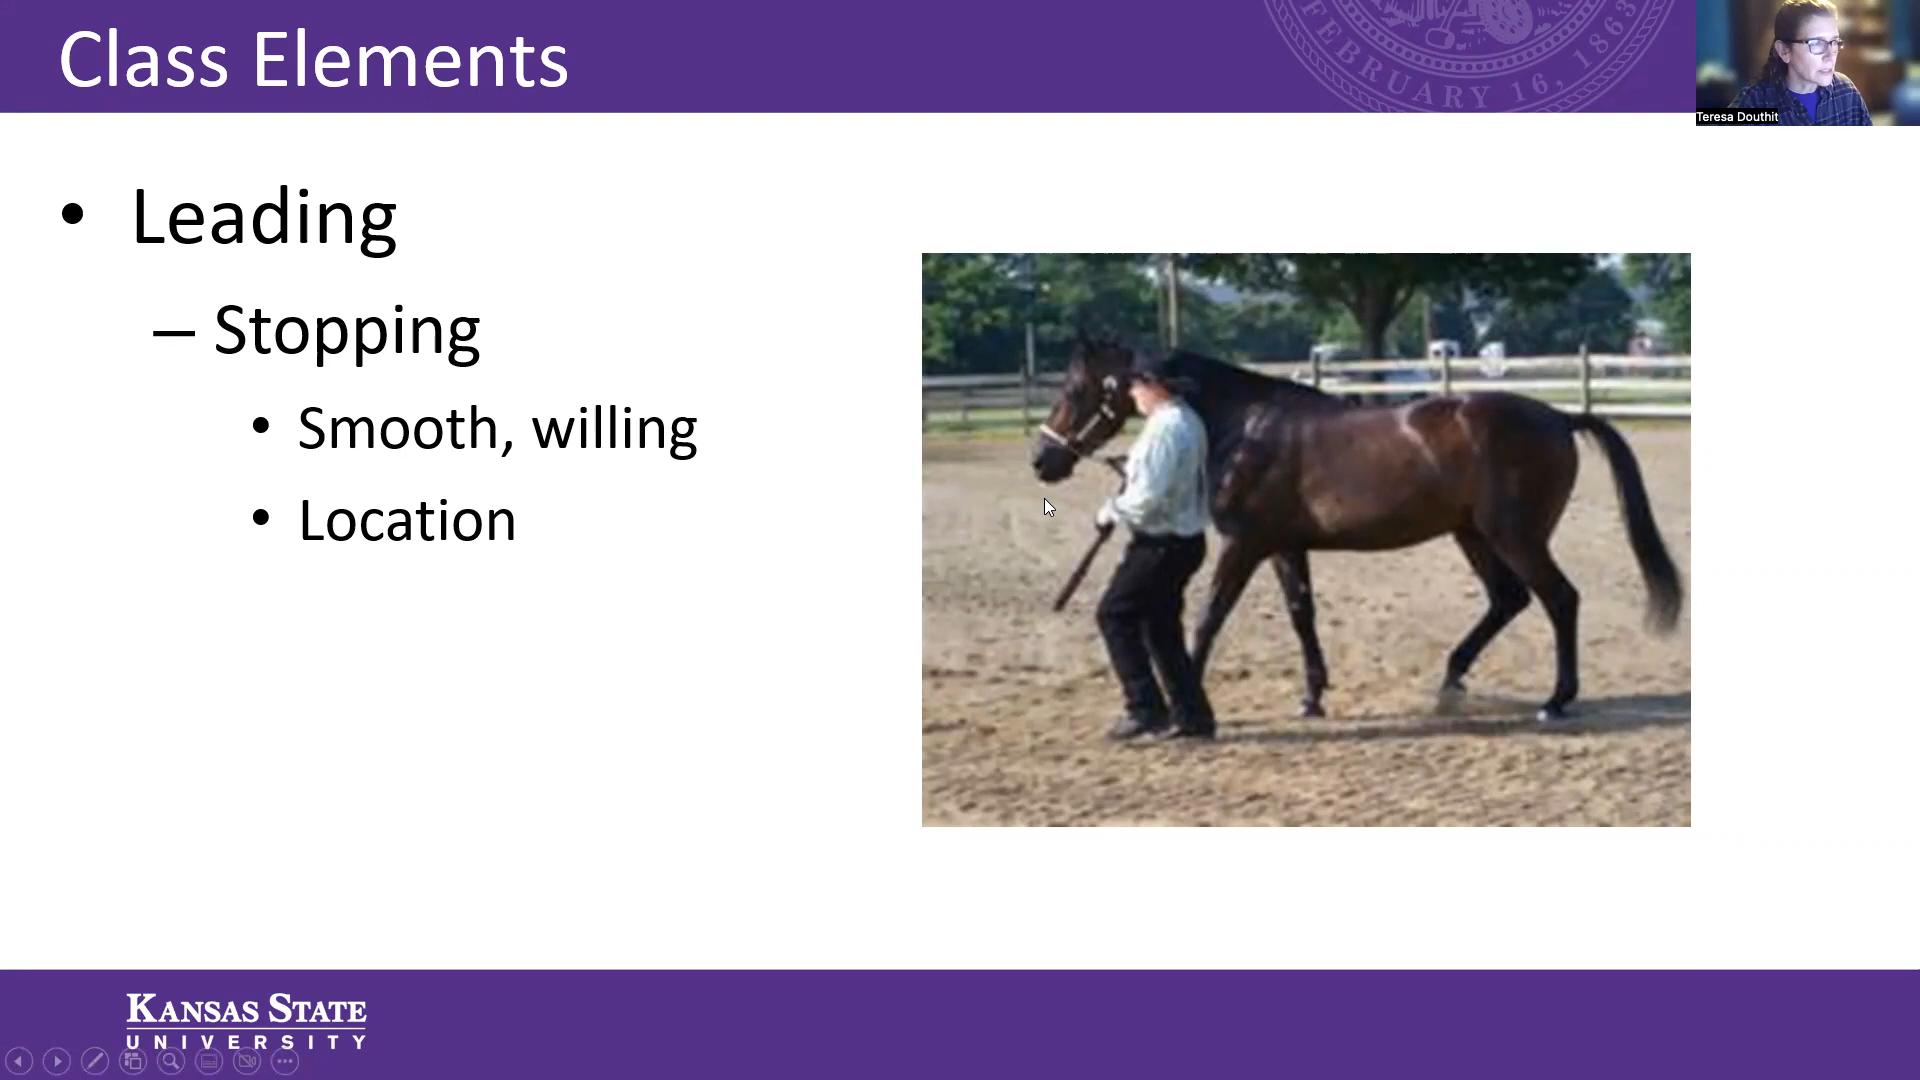 Class Elements
FEBRUARY 16, 1863
Teresa Douthit
• Leading
– Stopping
• Smooth, willing
• Location
KANSAS STATE
UNIVERSITY